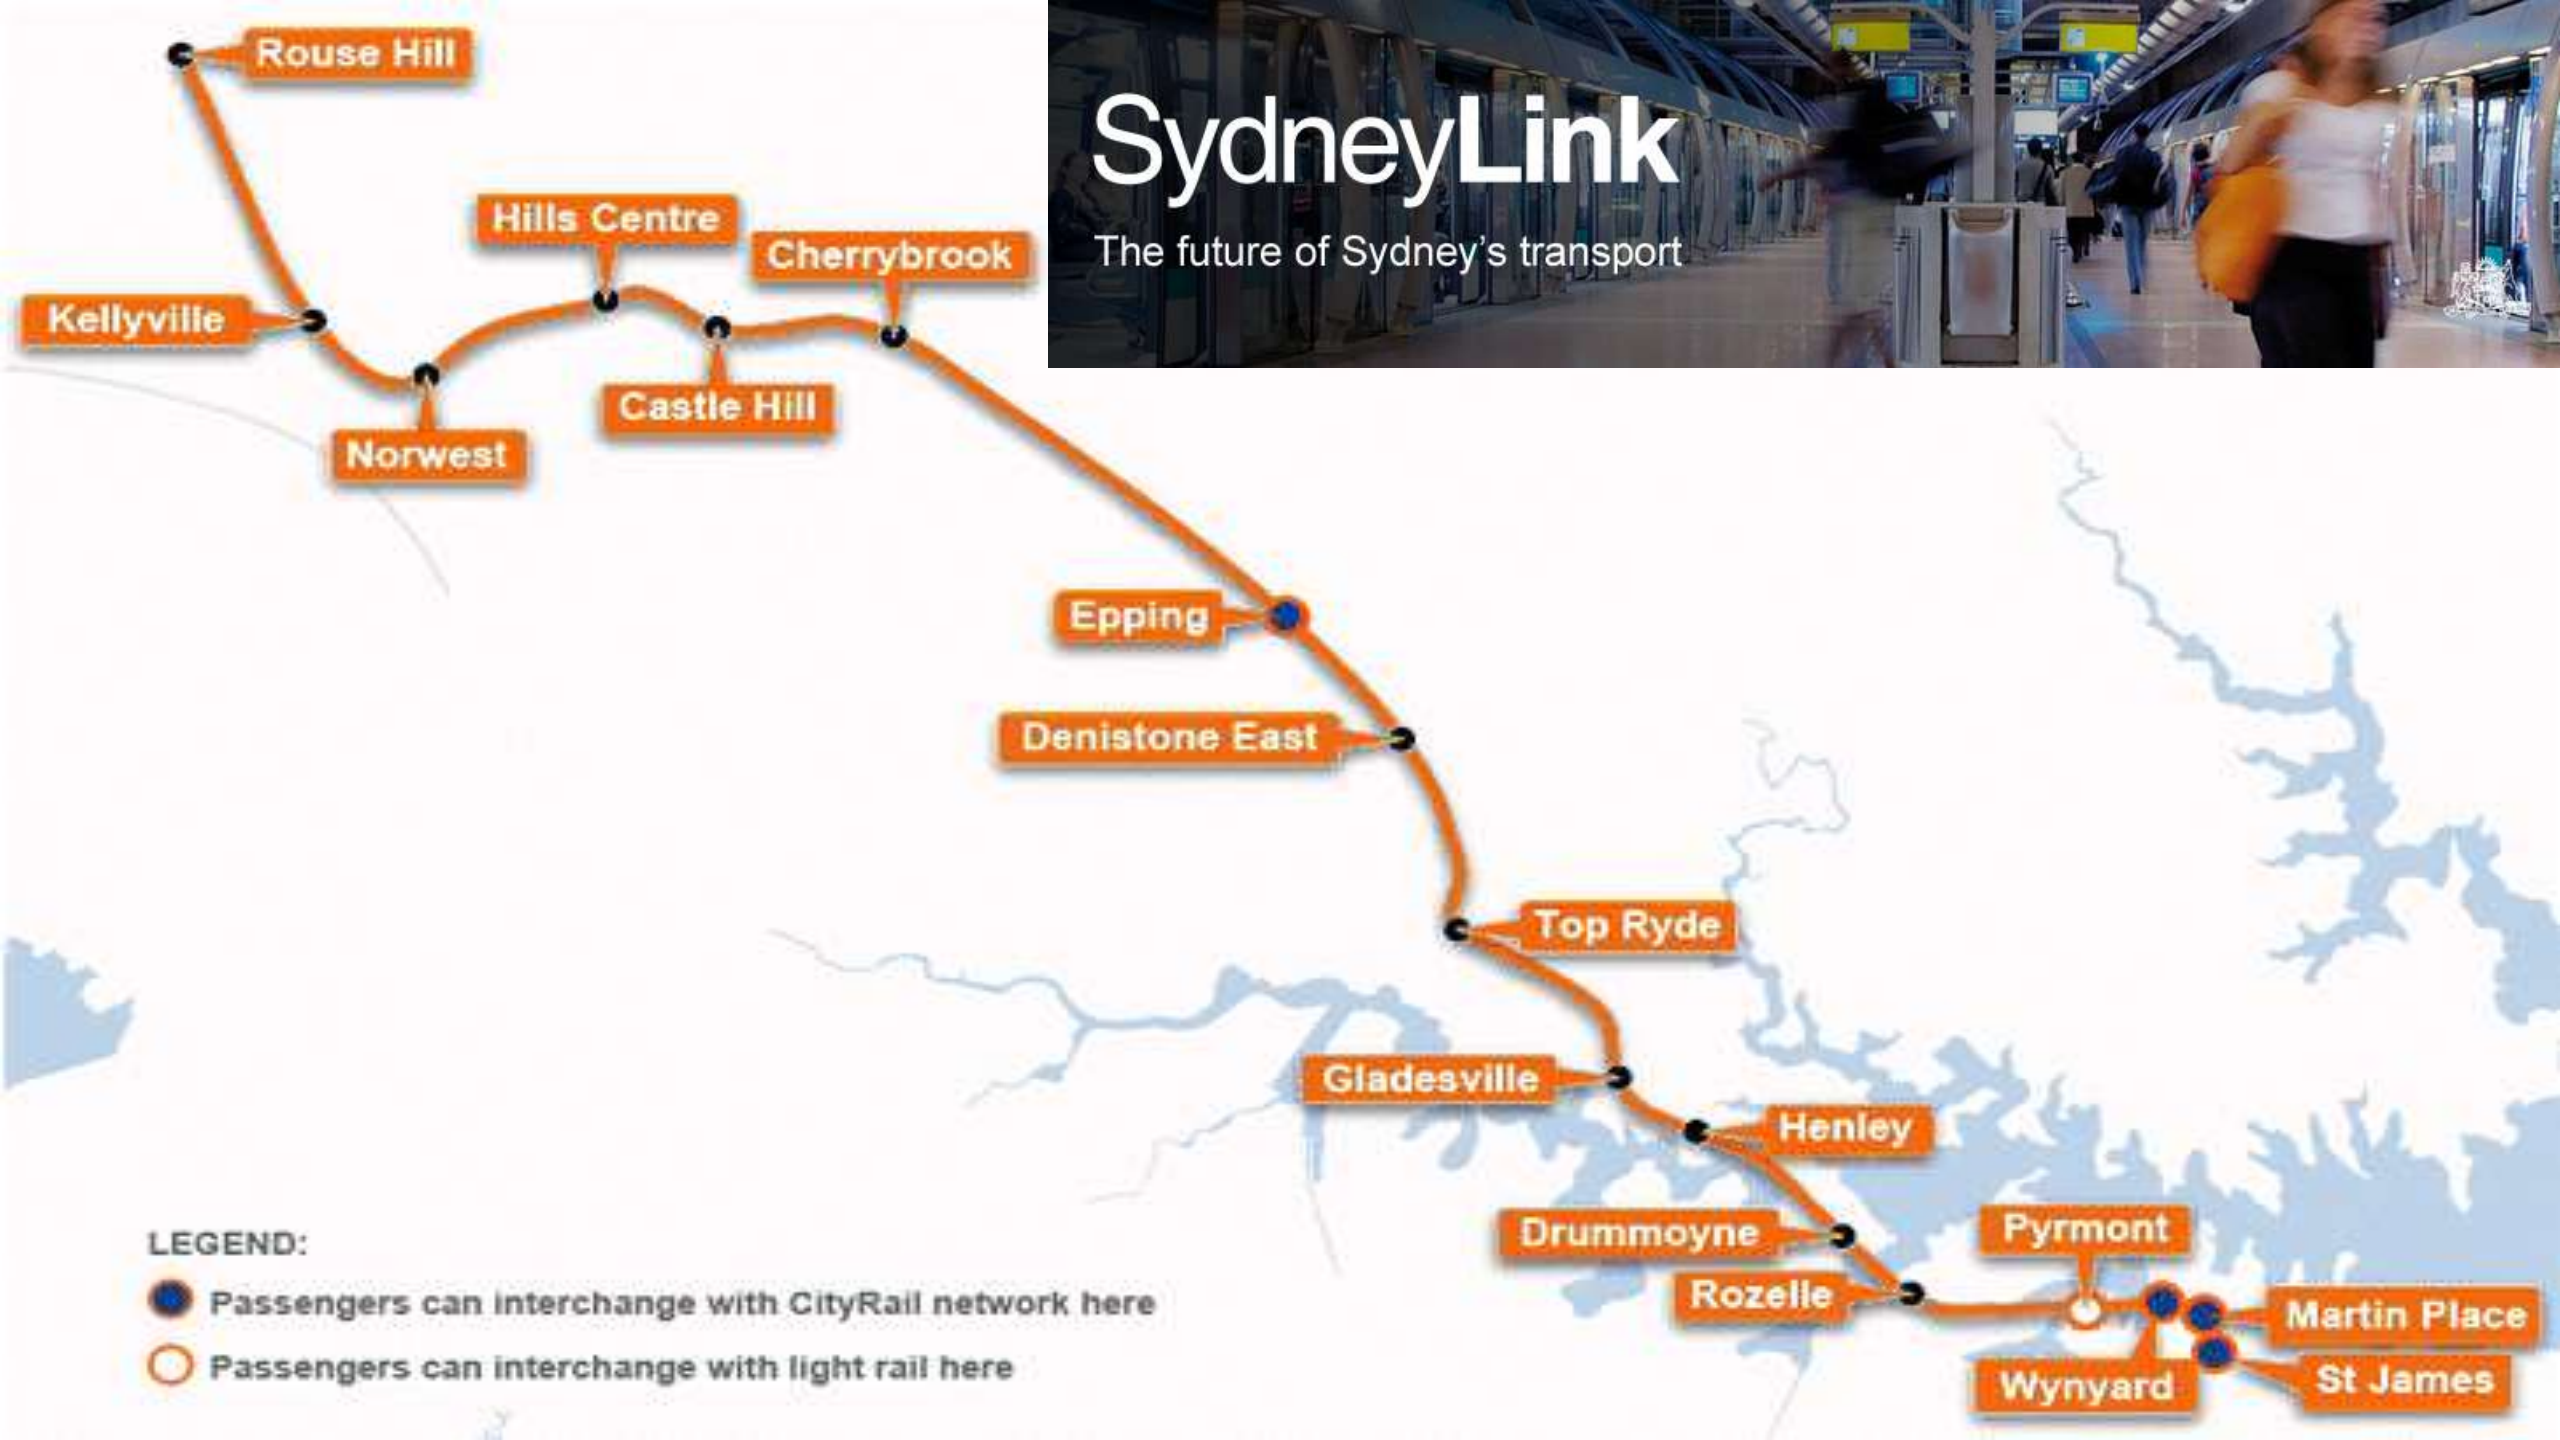 Rouse Hill
SydneyLink
The future of Sydney's transport
Hills Centre
Cherrybrook
Kellyville
Castle Hill
Norwest
Epping
Denistone East
Top Ryde
Gladesville
Henley
Drummoyne
Pyrmont
Rozelle
Martin Place
Wynyard
St James
LEGEND:
Passengers can interchange with CityRail network here
Passengers can interchange with light rail here